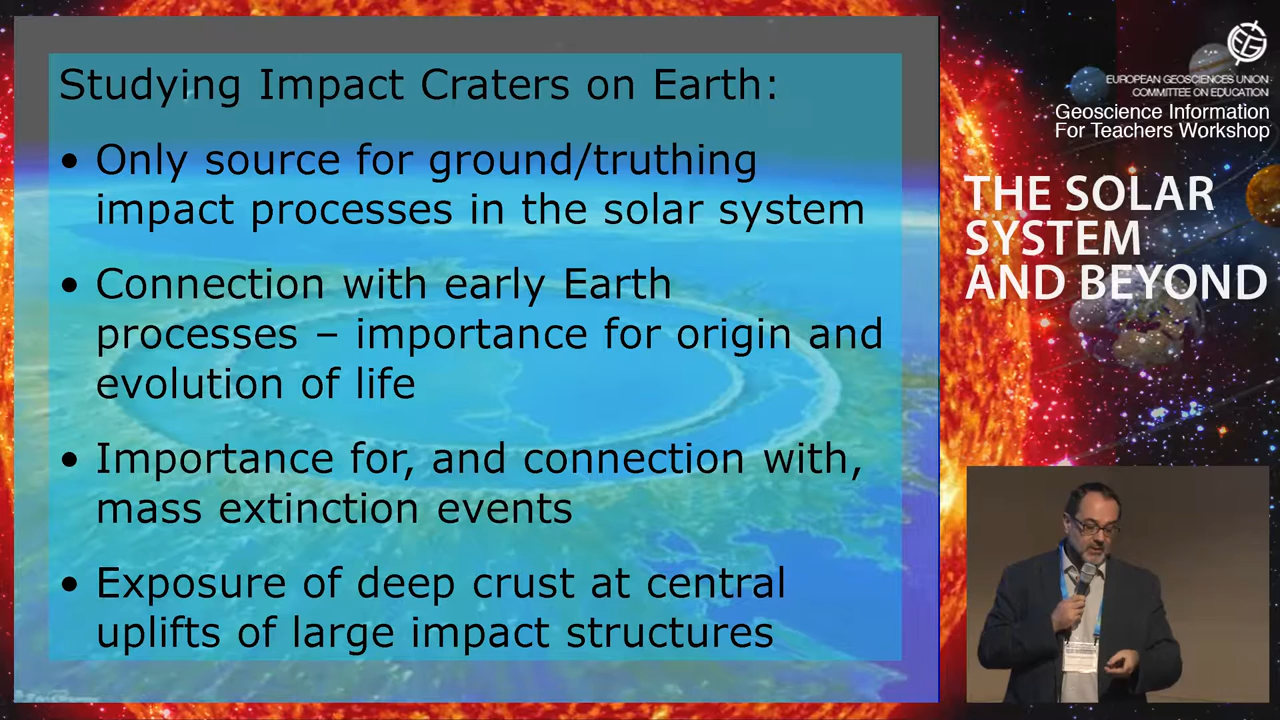 Studying Impact Craters on Earth:
• Only source for ground/truthing
impact processes in the solar system
• Connection with early Earth
processes – importance for origin and
evolution of life
• Importance for, and connection with,
mass extinction events
• Exposure of deep crust at central
uplifts of large impact structures
EUROPEAN GEOSCIENCES UNION
COMMITTEE ON EDUCATION
Geoscience Information
For Teachers Workshop
THE SOLAR
SYSTEM
AND BEYOND